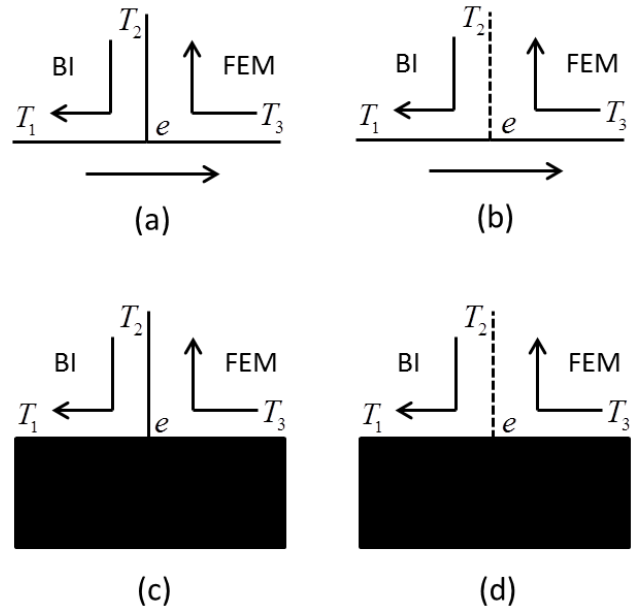 T₂ T₂
BI FEM BI FEM
T₁ e T₃ T₁ e T₃
(a) (b)
T₂ T₂
BI FEM BI FEM
T₁ e T₃ T₁ e T₃
(c) (d)